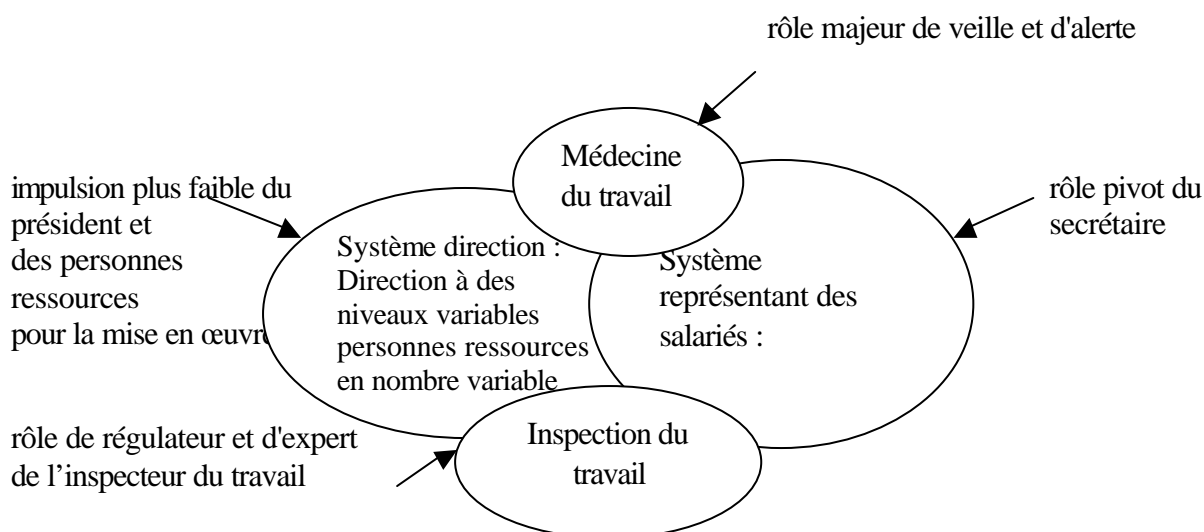 rôle majeur de veille et d'alerte
Médecine
du travail
impulsion plus faible du
président et
des personnes
ressources
pour la mise en œuvre
rôle pivot du
secrétaire
Système direction :
Direction à des
niveaux variables
personnes ressources
en nombre variable
Système
représentant des
salariés :
rôle de régulateur et d'expert
de l’inspecteur du travail
Inspection du
travail